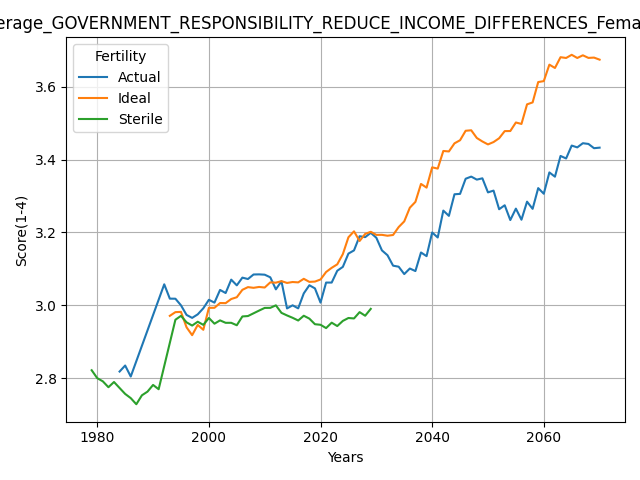 erage_GOVERNMENT_RESPONSIBILITY_REDUCE_INCOME_DIFFERENCES_Fema
Fertility
Actual
Ideal
Sterile
Score(1-4)
3.6
3.4
3.2
3.0
2.8
1980 2000 2020 2040 2060
Years